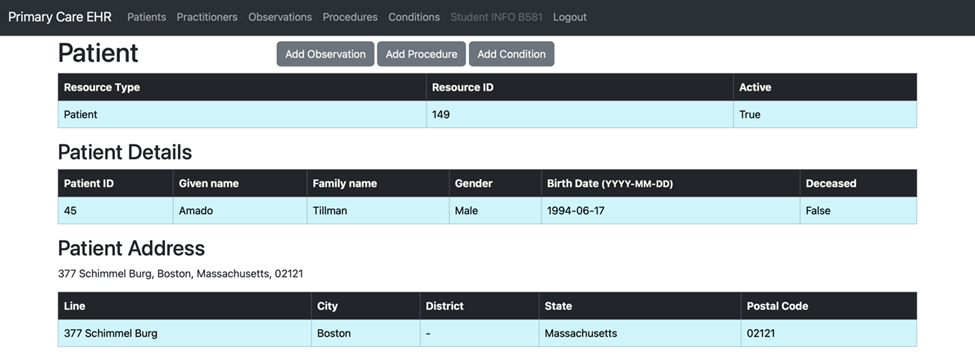 Primary Care EHR Patients Practitioners Observations Procedures Conditions Student INFO B581 Logout
Patient Add Observation Add Procedure Add Condition
Resource Type Resource ID Active
Patient 149 True
Patient Details
Patient ID Given name Family name Gender Birth Date (YYYY-MM-DD) Deceased
45 Amado Tillman Male 1994-06-17 False
Patient Address
377 Schimmel Burg, Boston, Massachusetts, 02121
Line City District State Postal Code
377 Schimmel Burg Boston - Massachusetts 02121